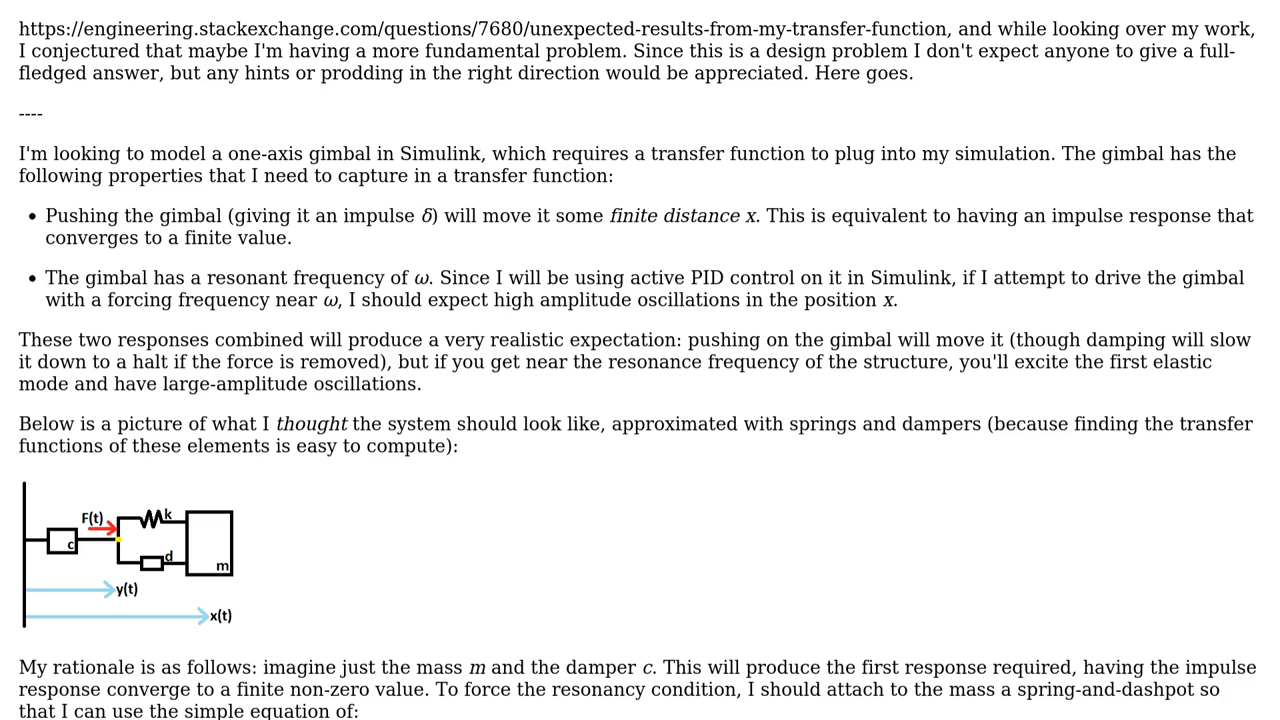 https://engineering.stackexchange.com/questions/7680/unexpected-results-from-my-transfer-function, and while looking over my work,
I conjectured that maybe I'm having a more fundamental problem. Since this is a design problem I don't expect anyone to give a full-
fledged answer, but any hints or prodding in the right direction would be appreciated. Here goes.
----
I'm looking to model a one-axis gimbal in Simulink, which requires a transfer function to plug into my simulation. The gimbal has the
following properties that I need to capture in a transfer function:
• Pushing the gimbal (giving it an impulse δ) will move it some finite distance x. This is equivalent to having an impulse response that
converges to a finite value.
• The gimbal has a resonant frequency of ω. Since I will be using active PID control on it in Simulink, if I attempt to drive the gimbal
with a forcing frequency near ω, I should expect high amplitude oscillations in the position x.
These two responses combined will produce a very realistic expectation: pushing on the gimbal will move it (though damping will slow
it down to a halt if the force is removed), but if you get near the resonance frequency of the structure, you'll excite the first elastic
mode and have large-amplitude oscillations.
Below is a picture of what I thought the system should look like, approximated with springs and dampers (because finding the transfer
functions of these elements is easy to compute):
F(t) k
c
d
m
y(t)
x(t)
My rationale is as follows: imagine just the mass m and the damper c. This will produce the first response required, having the impulse
response converge to a finite non-zero value. To force the resonancy condition, I should attach to the mass a spring-and-dashpot so
that I can use the simple equation of: